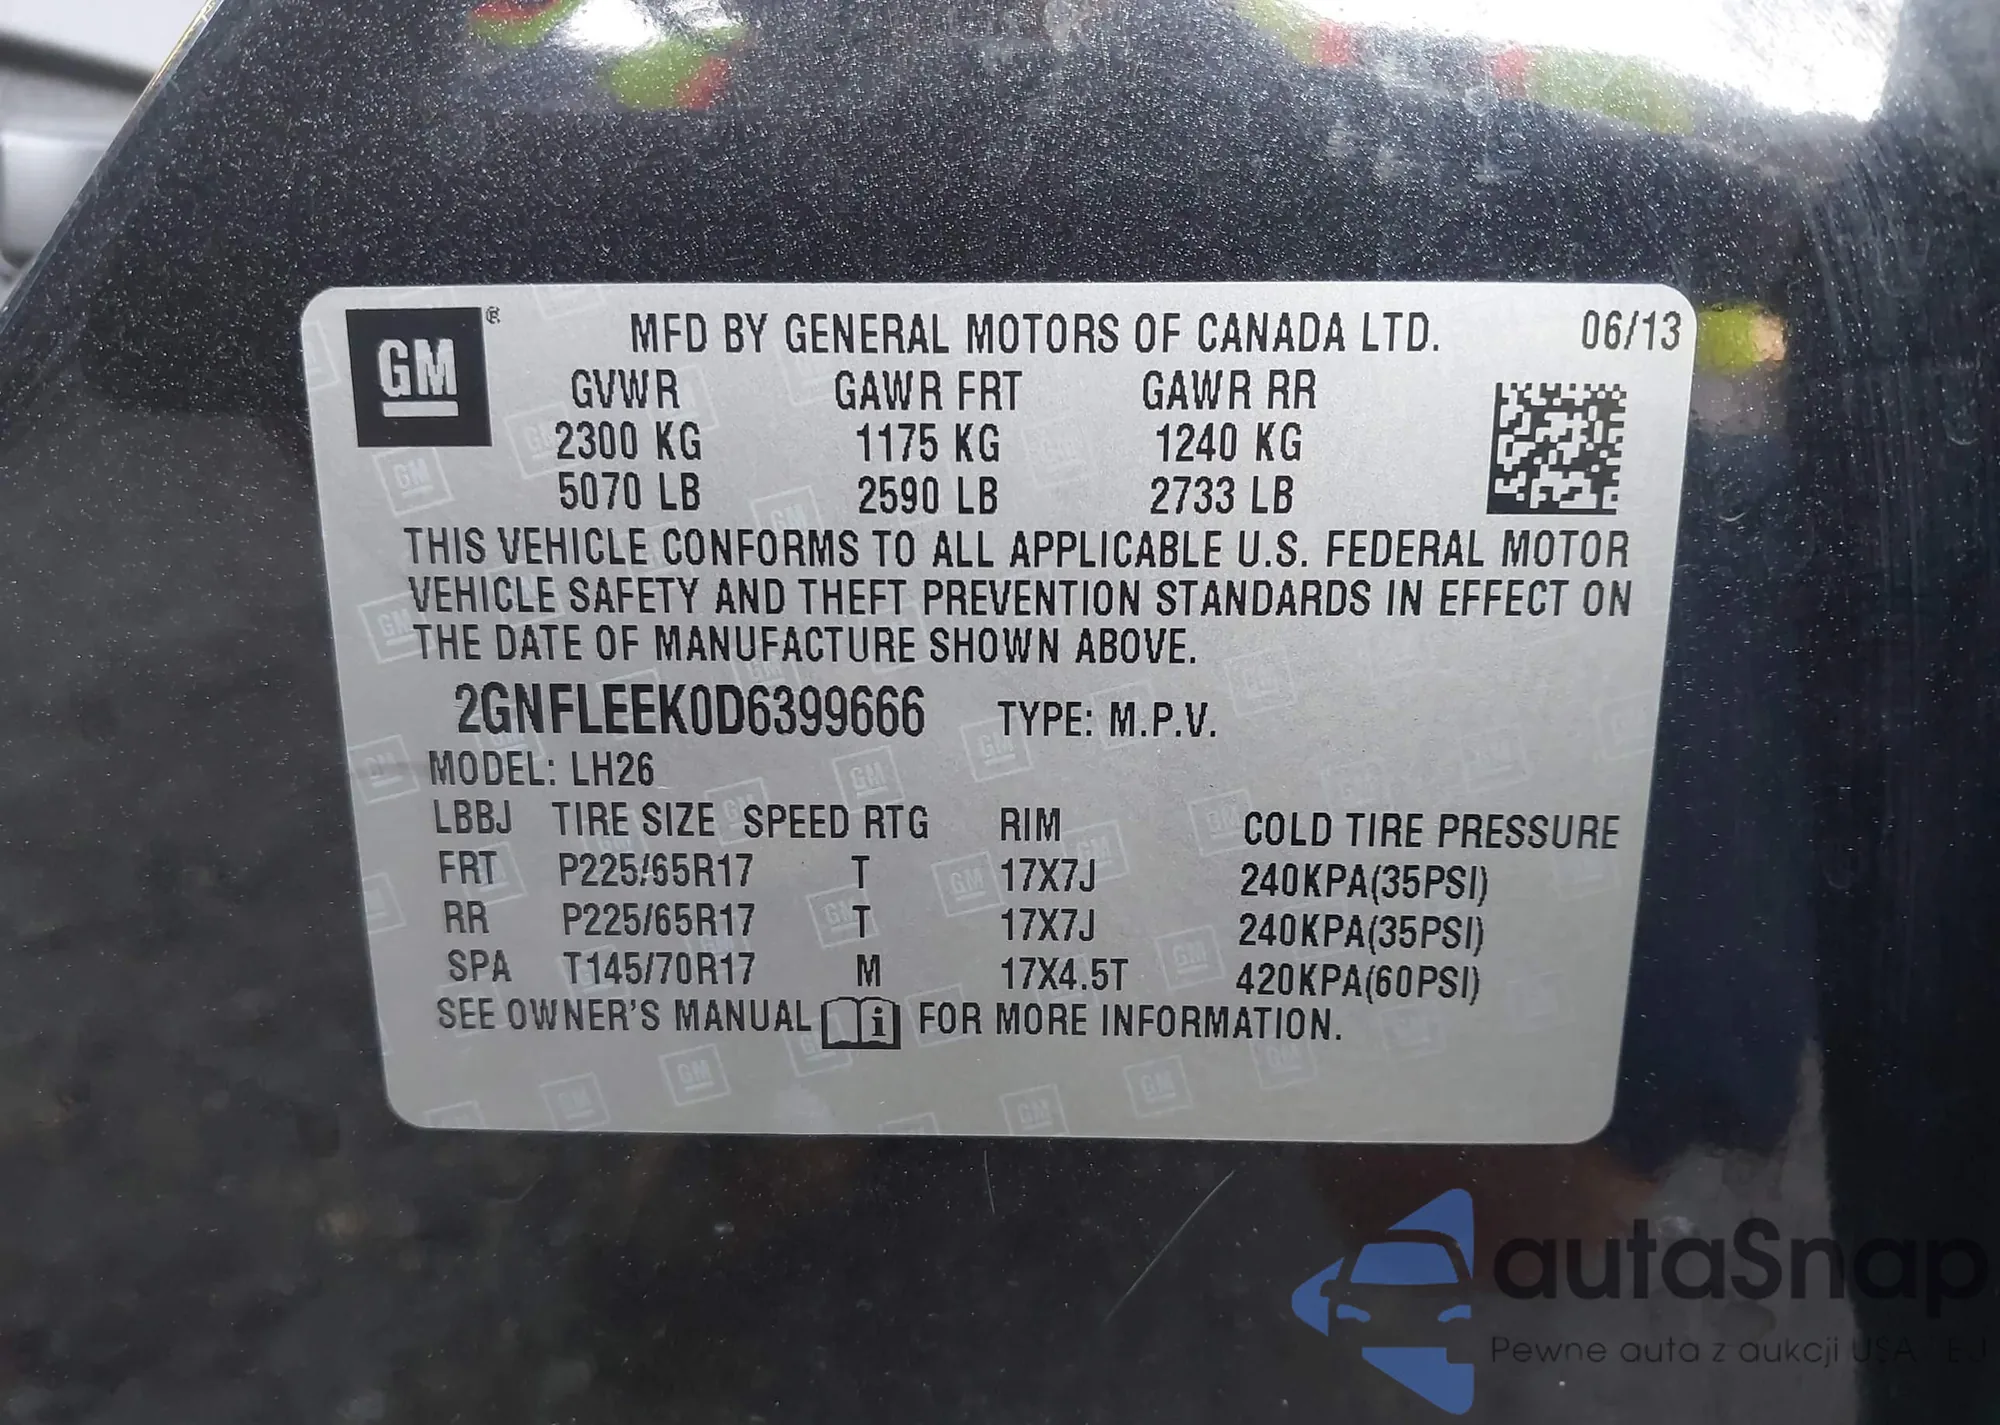 GM ® MFD BY GENERAL MOTORS OF CANADA LTD. 06/13
GVWR GAWR FRT GAWR RR
2300 KG 1175 KG 1240 KG
5070 LB 2590 LB 2733 LB
THIS VEHICLE CONFORMS TO ALL APPLICABLE U.S. FEDERAL MOTOR
VEHICLE SAFETY AND THEFT PREVENTION STANDARDS IN EFFECT ON
THE DATE OF MANUFACTURE SHOWN ABOVE.
2GNFLEEK0D6399666 TYPE: M.P.V.
MODEL: LH26
LBBJ TIRE SIZE SPEED RTG RIM COLD TIRE PRESSURE
FRT P225/65R17 T 17X7J 240KPA(35PSI)
RR P225/65R17 T 17X7J 240KPA(35PSI)
SPA T145/70R17 M 17X4.5T 420KPA(60PSI)
SEE OWNER'S MANUAL i FOR MORE INFORMATION.
autaSnap
Pewne auta z aukcji USA